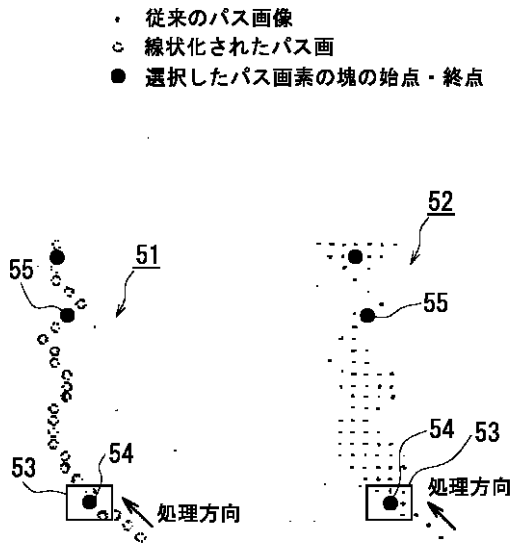 従来のパス画像
線状化されたパス画
選択したパス画素の塊の始点・終点
52
51
55
55
54
53
54
53
処理方向
処理方向